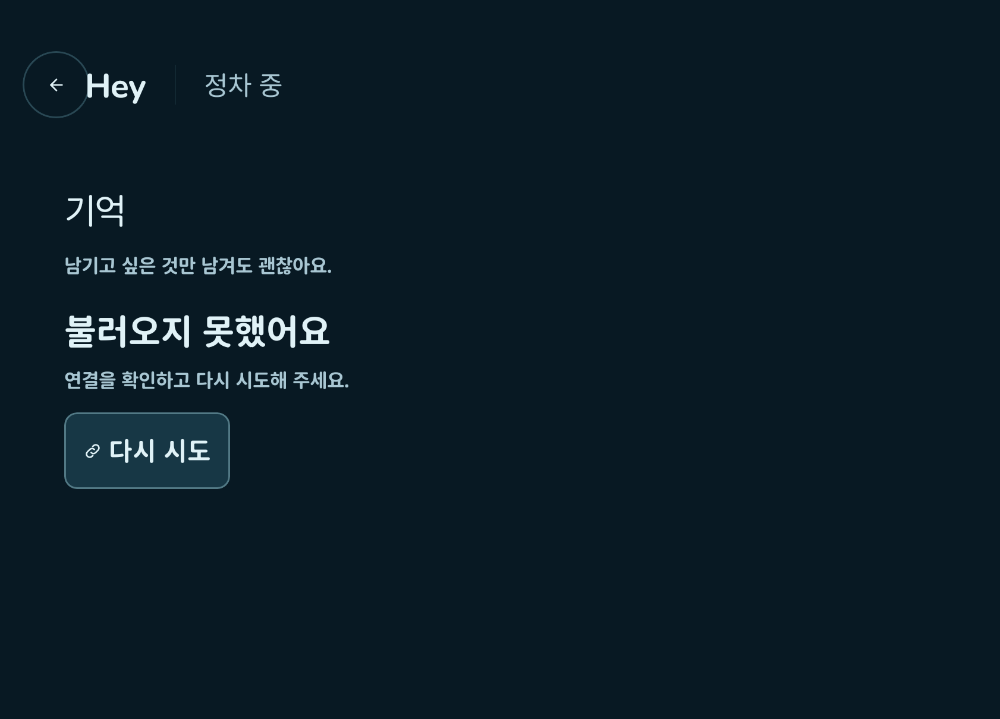 Hey 정차 중
기억
남기고 싶은 것만 남겨도 괜찮아요.
불러오지 못했어요
연결을 확인하고 다시 시도해 주세요.
다시 시도